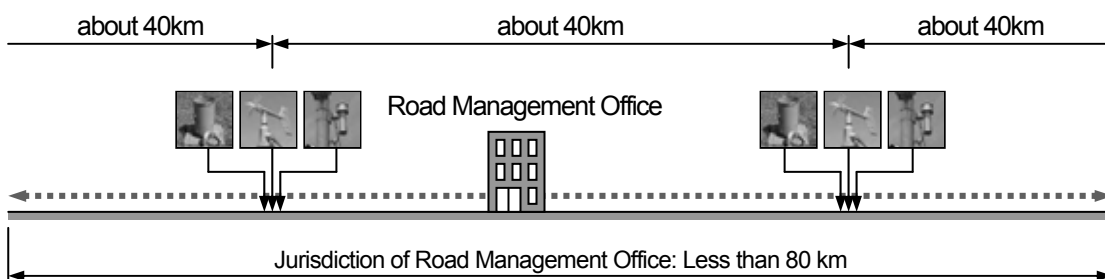 about 40km
about 40km
about 40km
Road Management Office
Jurisdiction of Road Management Office: Less than 80 km